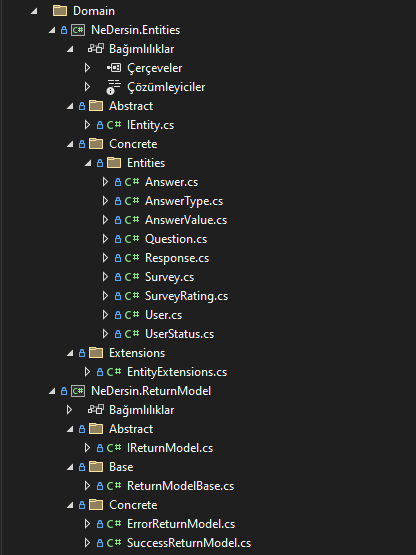 Domain
C# NeDersin.Entities
Bağımlılıklar
Çerçeveler
Çözümleyiciler
Abstract
C# IEntity.cs
Concrete
Entities
C# Answer.cs
C# AnswerType.cs
C# AnswerValue.cs
C# Question.cs
C# Response.cs
C# Survey.cs
C# SurveyRating.cs
C# User.cs
C# UserStatus.cs
Extensions
C# EntityExtensions.cs
C# NeDersin.ReturnModel
Bağımlılıklar
Abstract
C# IReturnModel.cs
Base
C# ReturnModelBase.cs
Concrete
C# ErrorReturnModel.cs
C# SuccessReturnModel.cs